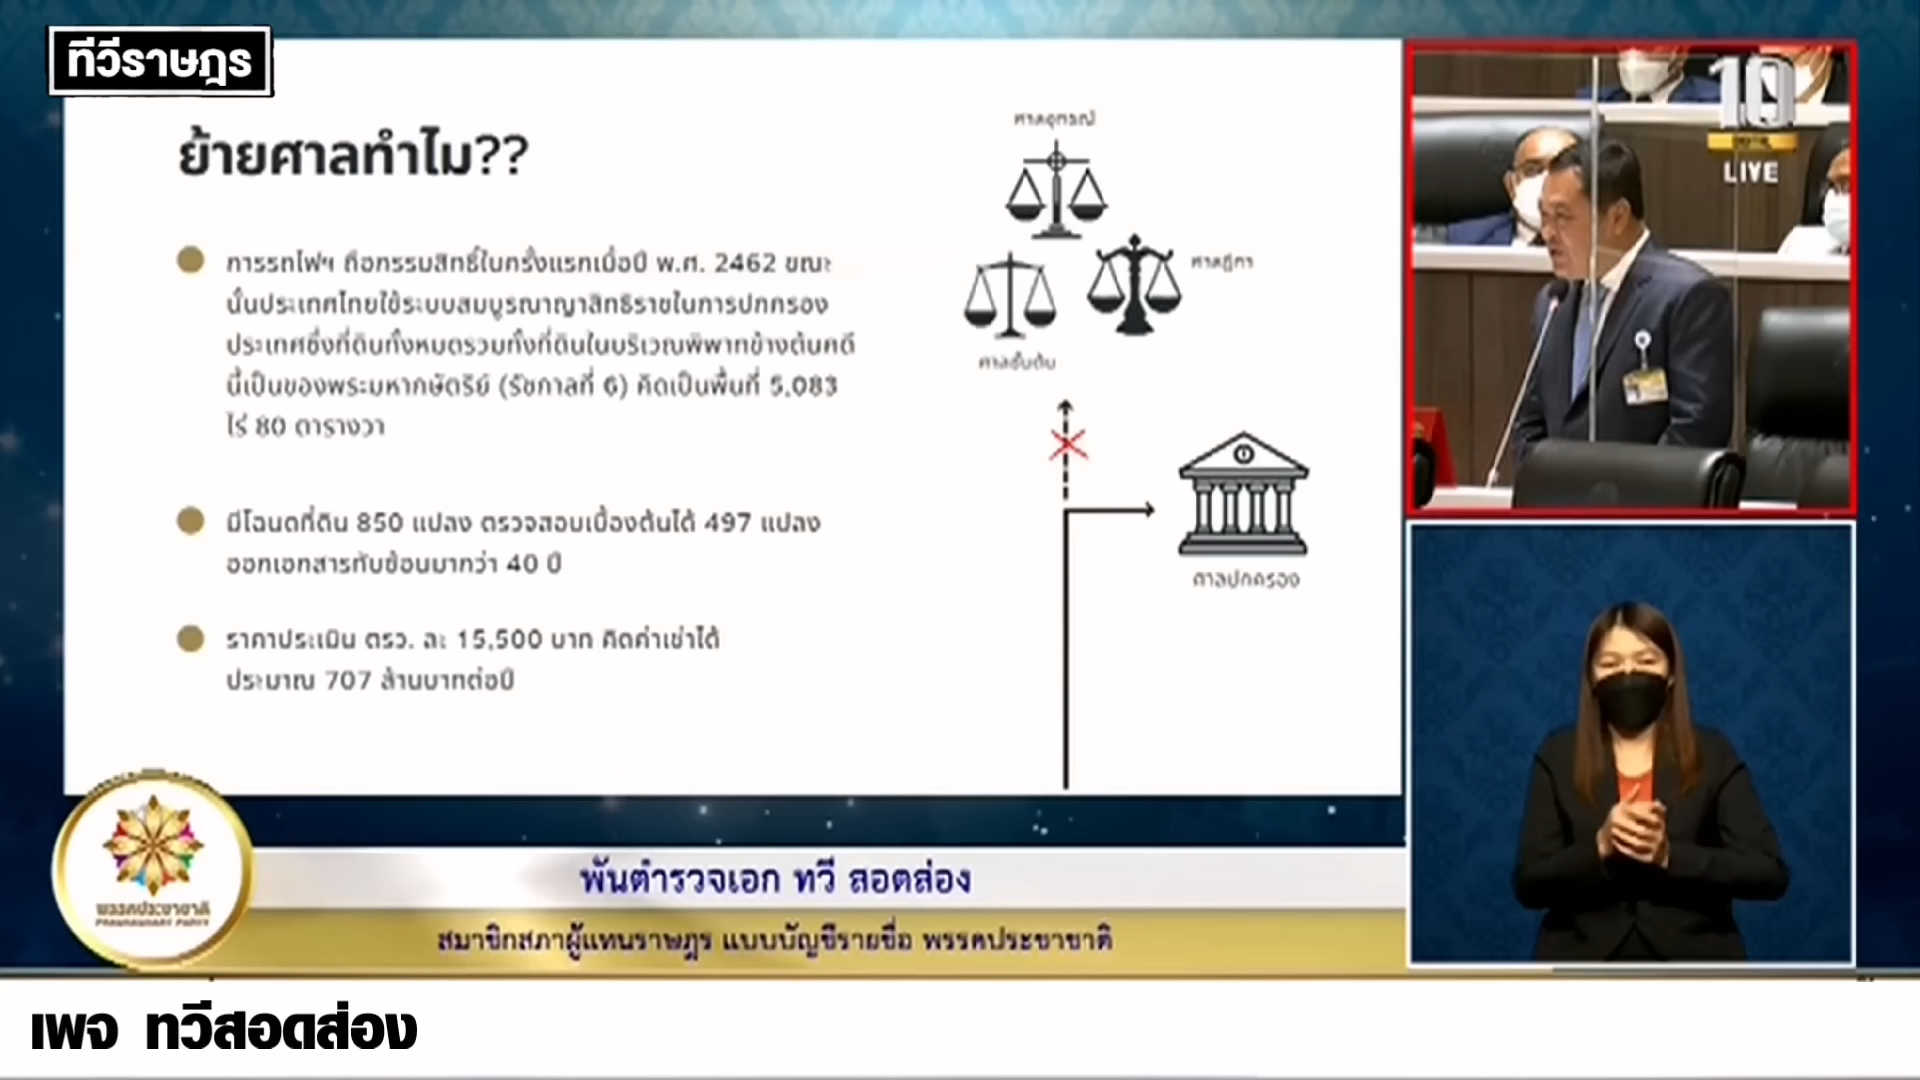 ทีวีราษฎร
ย้ายศาลทำไม??
การรถไฟฯ ถือกรรมสิทธิ์ในครั้งแรกเมื่อปี พ.ศ. 2462 ขณะ
นั้นประเทศไทยใช้ระบบสมบูรณาญาสิทธิราชในการปกครอง
ประเทศซึ่งที่ดินทั้งหมดรวมทั้งที่ดินในบริเวณพิพาทข้างต้นคดี
นี้เป็นของพระมหากษัตริย์ (รัชกาลที่ 6) คิดเป็นพื้นที่ 5,083
ไร่ 80 ตารางวา
มีโฉนดที่ดิน 850 แปลง ตรวจสอบเบื้องต้นได้ 497 แปลง
ออกเอกสารทับซ้อนมากว่า 40 ปี
ราคาประเมิน ตรว. ละ 15,500 บาท คิดค่าเช่าได้
ประมาณ 707 ล้านบาทต่อปี
ศาลอุทธรณ์
ศาลฎีกา
ศาลชั้นต้น
ศาลปกครอง
10
LIVE
พรรคประชาชาติ
PRACHACHAT PARTY
พันตำรวจเอก ทวี สอดส่อง
สมาชิกสภาผู้แทนราษฎร แบบบัญชีรายชื่อ พรรคประชาชาติ
เพจ ทวีสอดส่อง